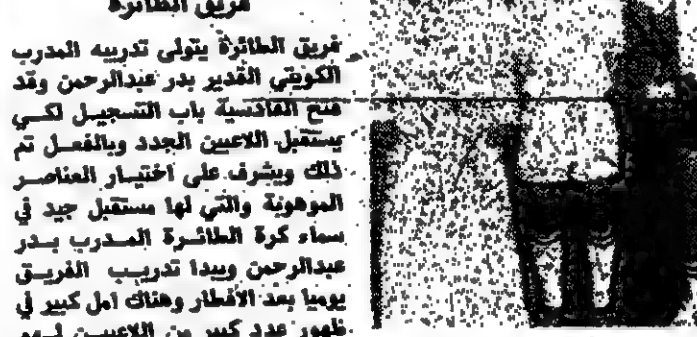 فريق الطائرة
فريق الطائرة يتولى تدريبه المدرب
الكويتي القدير بدر عبدالرحمن وقد
فتح القادسية باب التسجيل لكي
يستقبل اللاعبين الجدد وبالفعل تم
ذلك ويشرف على اختيار العناصر
الموهوبة والتي لها مستقبل جيد في
سماء كرة الطائرة المدرب بدر
عبدالرحمن ويبدا تدريب الفريق
يوميا بعد الافطار وهناك امل كبير في
ظهور عدد كبير من اللاعبين